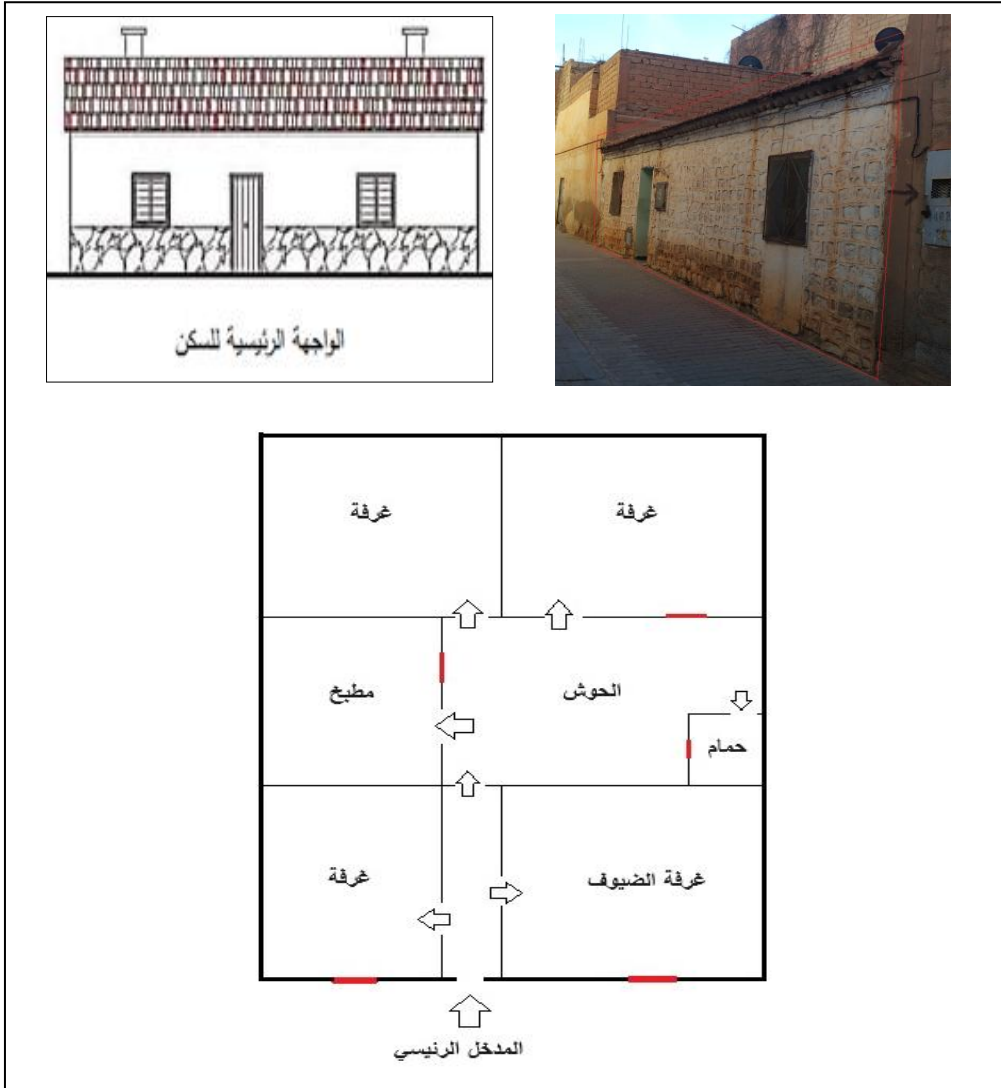 الواجهة الرئيسية للسكن
غرفة
غرفة
مطبخ
الحوش
حمام
غرفة
غرفة الضيوف
المدخل الرئيسي